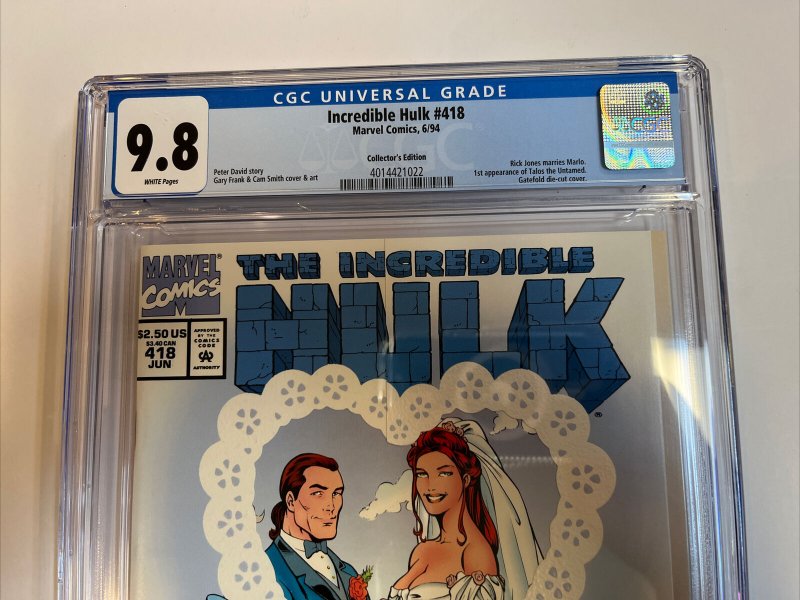 CGC UNIVERSAL GRADE
9.8
WHITE Pages
Incredible Hulk #418
Marvel Comics, 6/94
Collector's Edition
Peter David story
Gary Frank & Cam Smith cover & art
4014421022
Rick Jones marries Marlo.
1st appearance of Talos the Untamed.
Gatefold die-cut cover.
CGC
MARVEL®
COMICS
M
$2.50 US
$3.40 CAN
418
JUN
APPROVED
BY THE
COMICS
CODE
CA
AUTHORITY
THE INCREDIBLE
HULK®